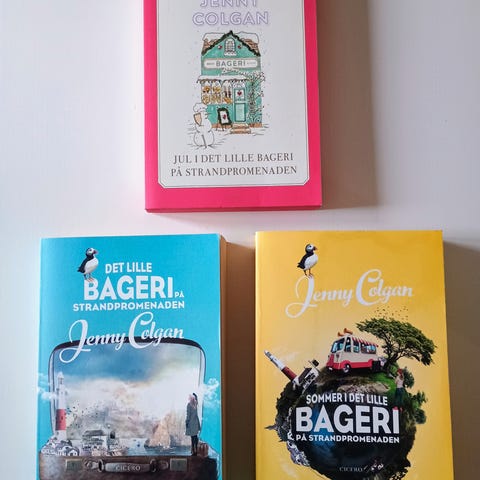 JENNY
COLGAN
BAGERI
JUL I DET LILLE BAGERI
PÅ STRANDPROMENADEN
DET LILLE
BAGERI PÅ
STRANDPROMENADEN
Jenny Colgan
CICERO
Jenny Colgan
SOMMER I DET LILLE
BAGERI
PÅ STRANDPROMENADEN
CICERO